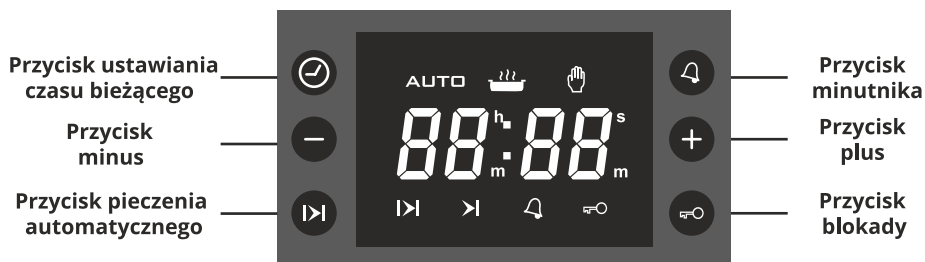 Przycisk ustawiania
czasu bieżącego
Przycisk
minus
Przycisk pieczenia
automatycznego
AUTO
88 h : 88 s
m m
Przycisk
minutnika
Przycisk
plus
Przycisk
blokady